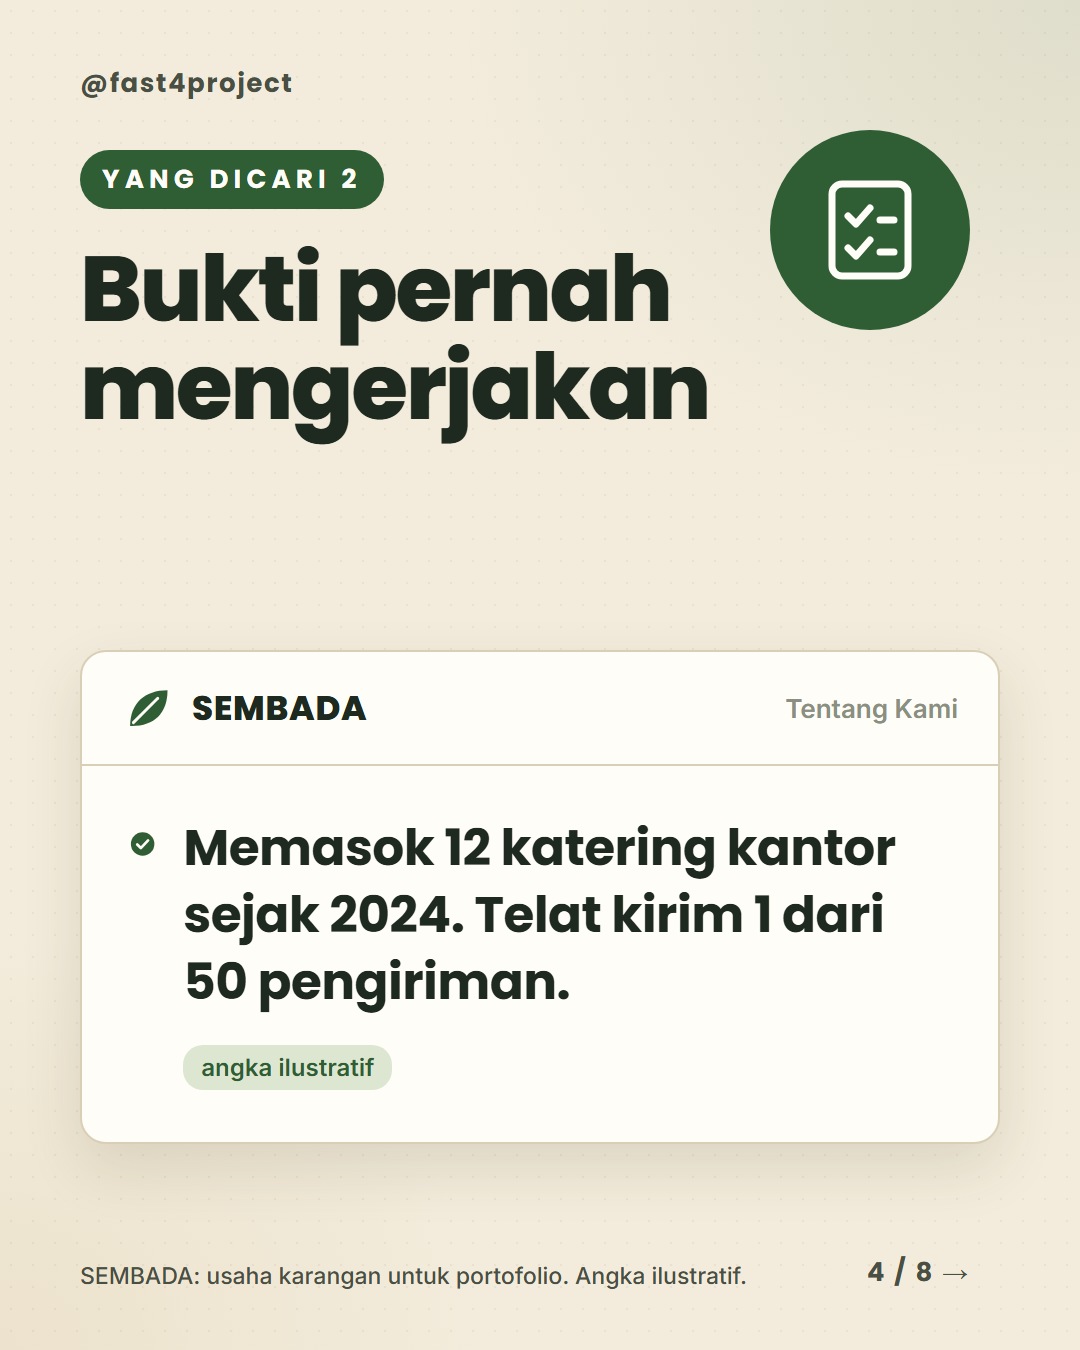 @fast4project
YANG DICARI 2
Bukti pernah
mengerjakan
SEMBADA
Tentang Kami
Memasok 12 katering kantor
sejak 2024. Telat kirim 1 dari
50 pengiriman.
angka ilustratif
SEMBADA: usaha karangan untuk portofolio. Angka ilustratif.
4 / 8 →